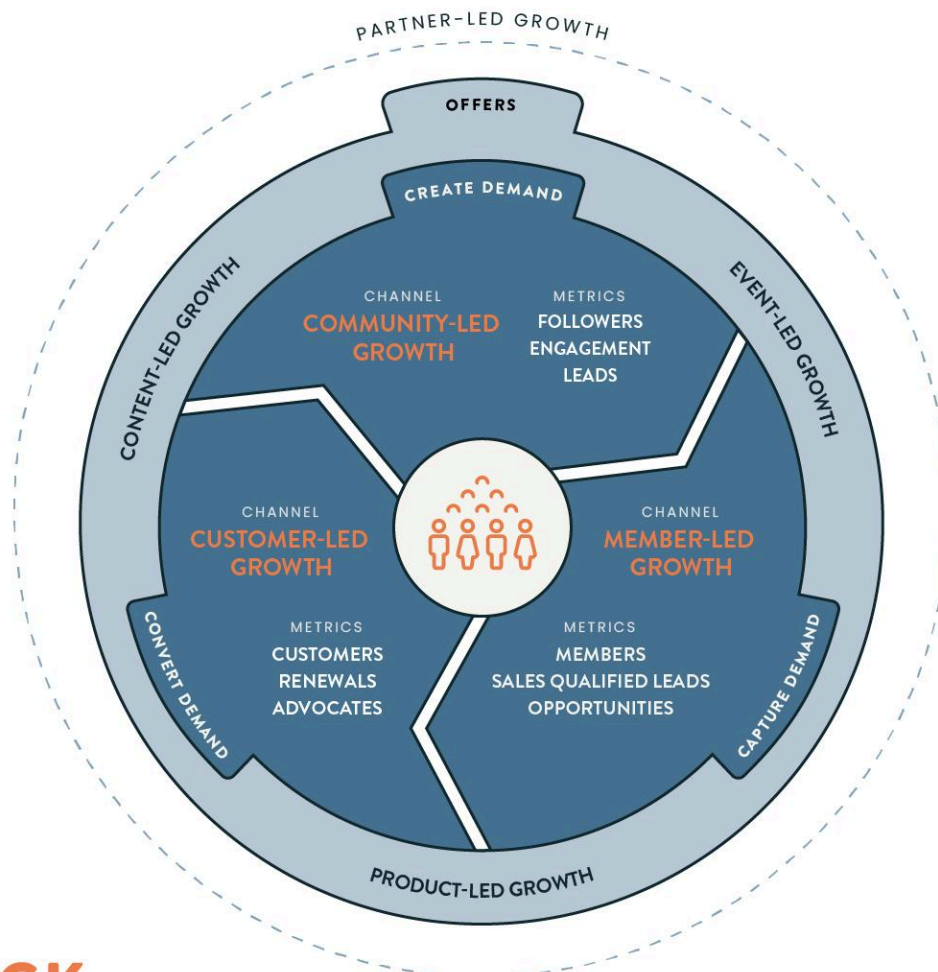 PARTNER-LED GROWTH
OFFERS
CREATE DEMAND
CONTENT-LED GROWTH
EVENT-LED GROWTH
CHANNEL
COMMUNITY-LED
GROWTH
METRICS
FOLLOWERS
ENGAGEMENT
LEADS
CHANNEL
CUSTOMER-LED
GROWTH
METRICS
CUSTOMERS
RENEWALS
ADVOCATES
CHANNEL
MEMBER-LED
GROWTH
METRICS
MEMBERS
SALES QUALIFIED LEADS
OPPORTUNITIES
CONVERT DEMAND
CAPTURE DEMAND
PRODUCT-LED GROWTH